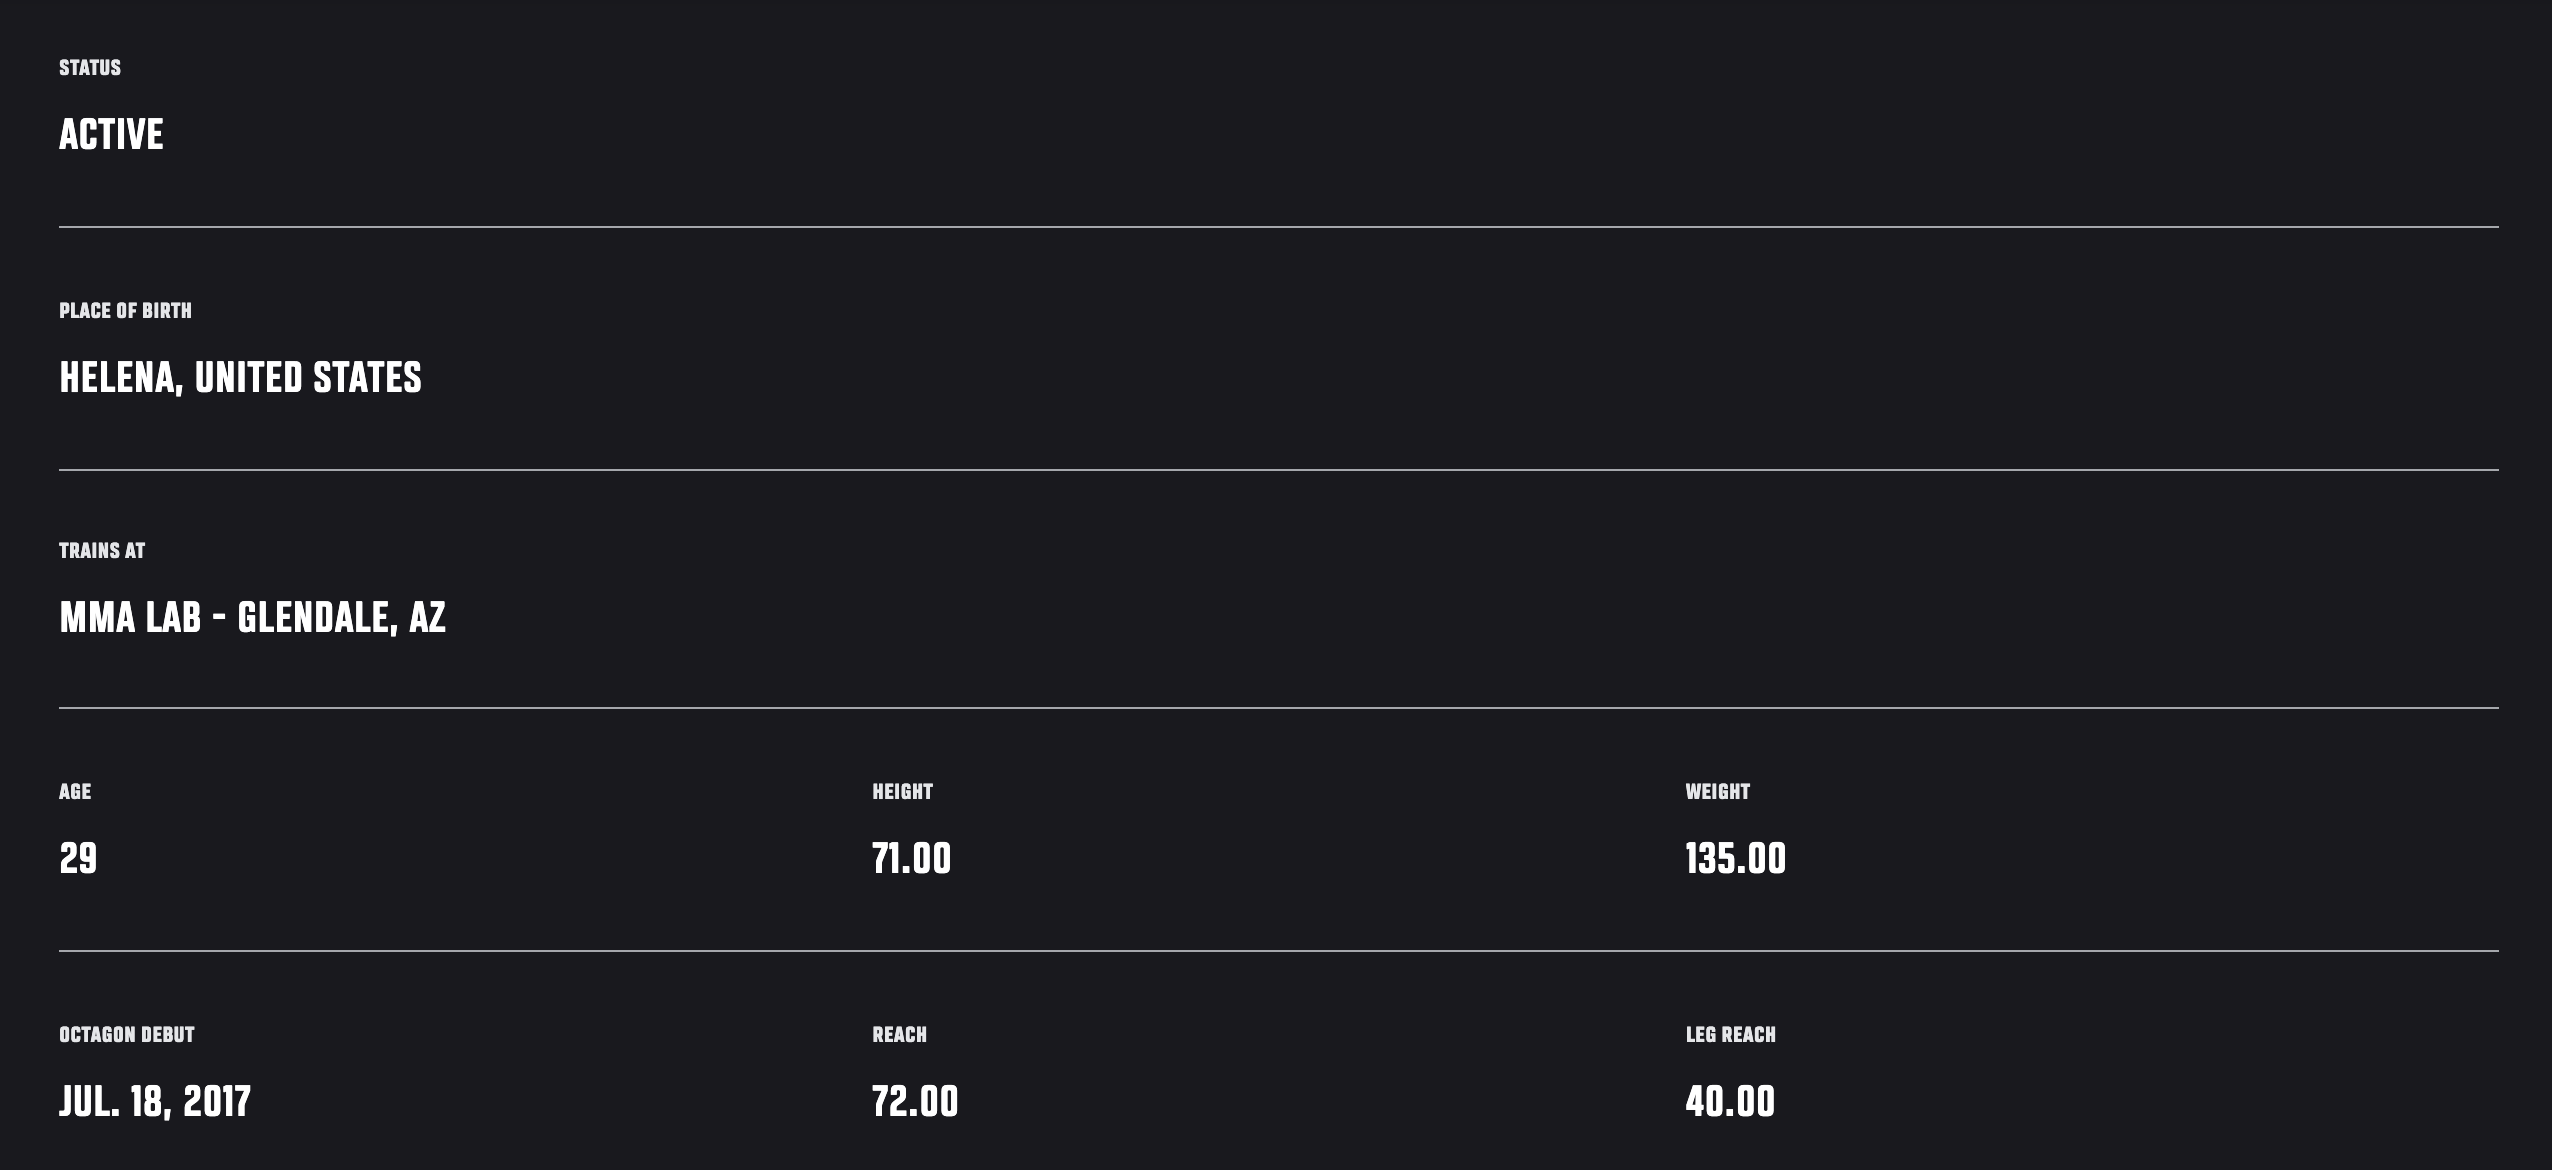 STATUS
ACTIVE
PLACE OF BIRTH
HELENA, UNITED STATES
TRAINS AT
MMA LAB - GLENDALE, AZ
AGE
29
HEIGHT
71.00
WEIGHT
135.00
OCTAGON DEBUT
JUL. 18, 2017
REACH
72.00
LEG REACH
40.00